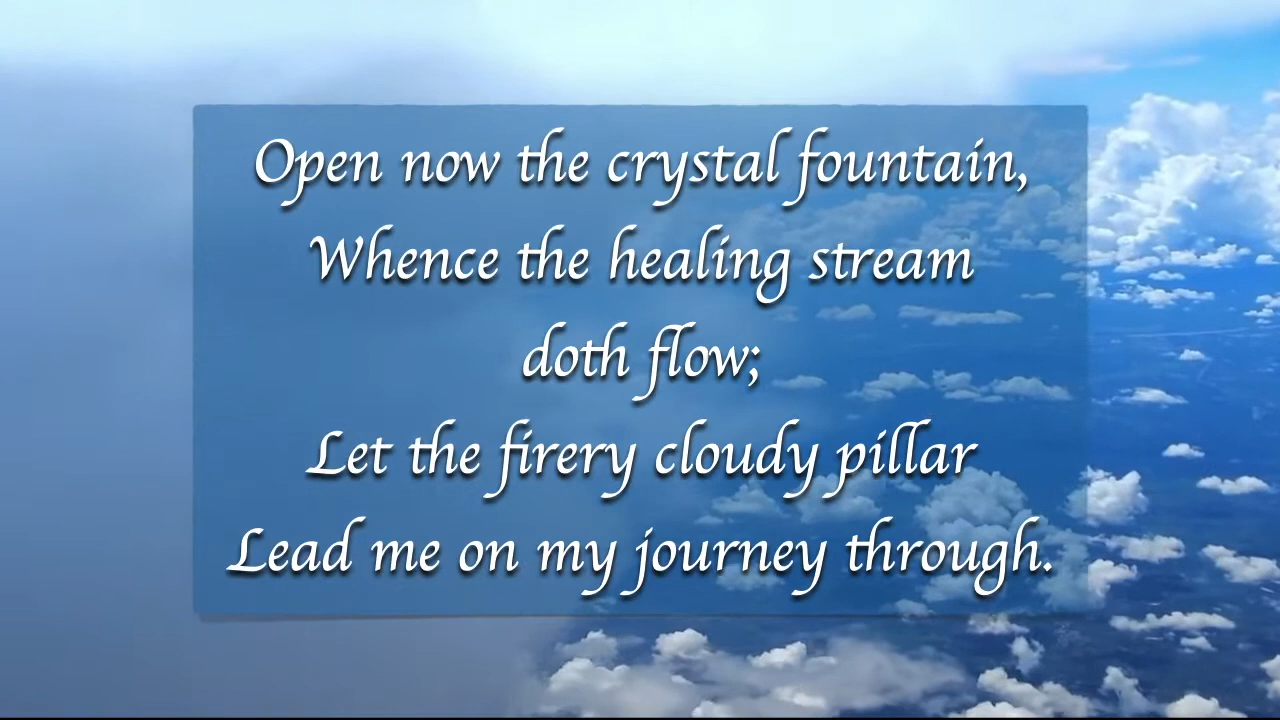 Open now the crystal fountain,
Whence the healing stream
doth flow;
Let the firery cloudy pillar
Lead me on my journey through.